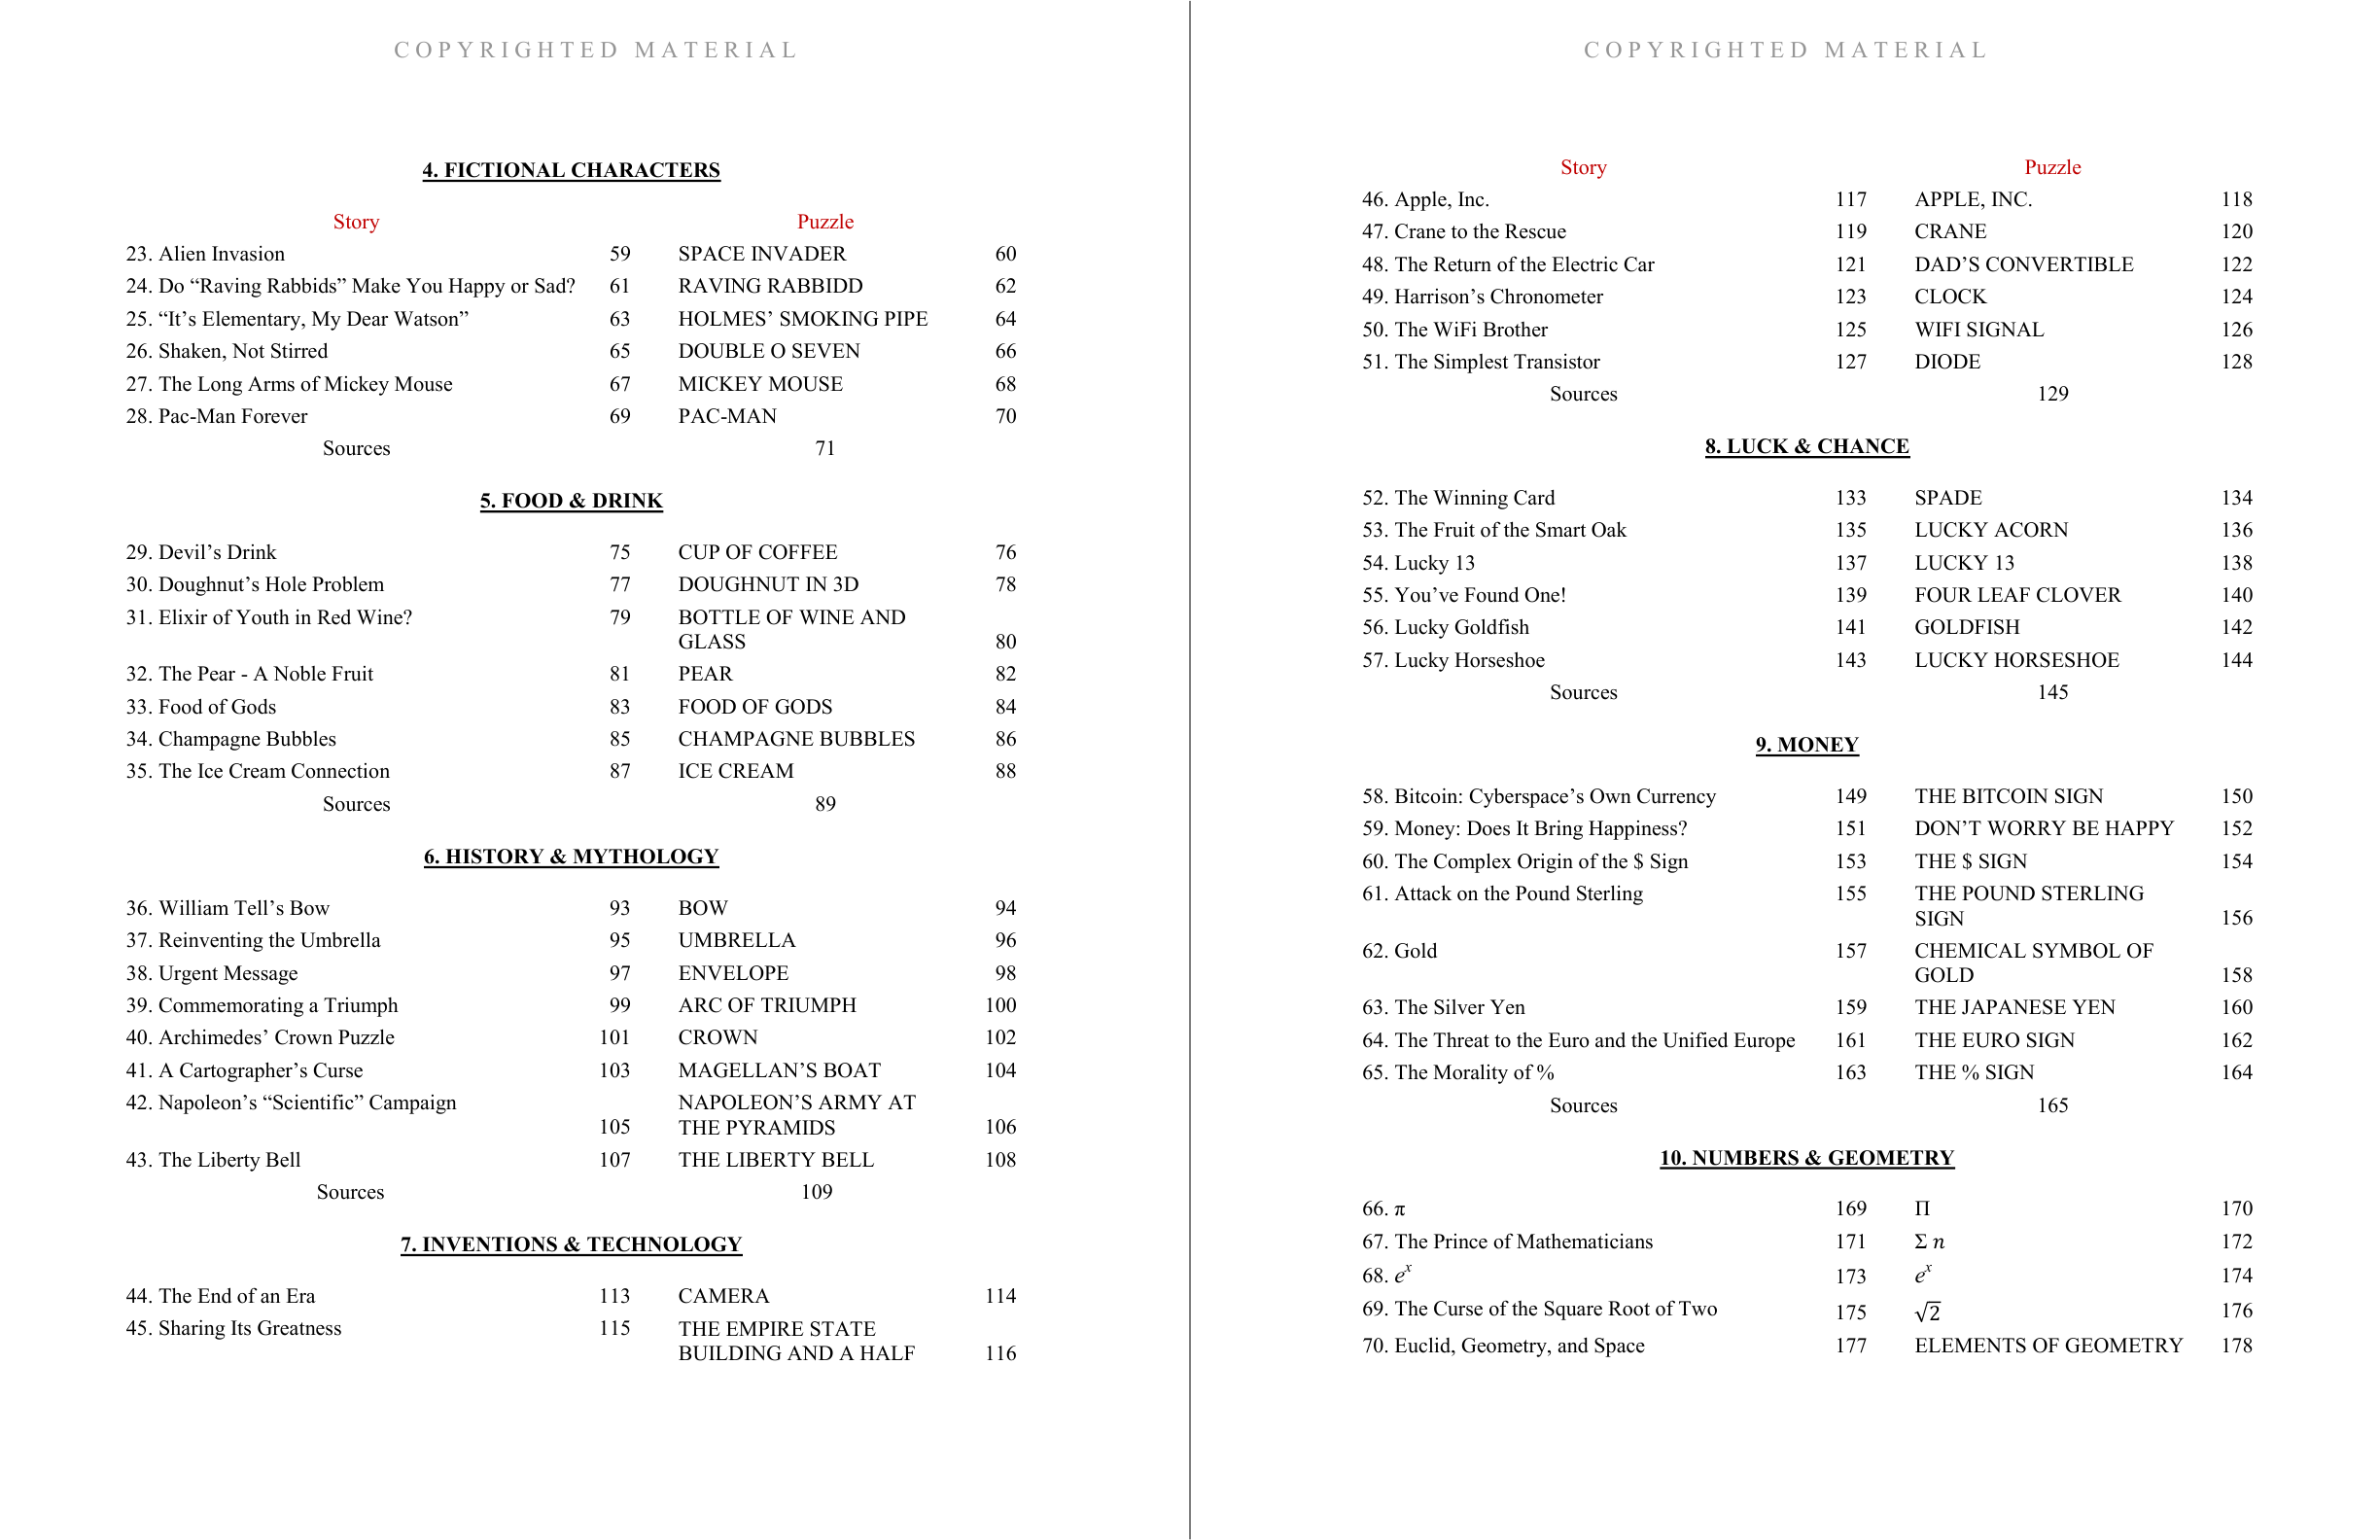 COPYRIGHTED MATERIAL
4. FICTIONAL CHARACTERS
Story Puzzle
23. Alien Invasion 59 SPACE INVADER 60
24. Do “Raving Rabbids” Make You Happy or Sad? 61 RAVING RABBIDD 62
25. “It’s Elementary, My Dear Watson” 63 HOLMES’ SMOKING PIPE 64
26. Shaken, Not Stirred 65 DOUBLE O SEVEN 66
27. The Long Arms of Mickey Mouse 67 MICKEY MOUSE 68
28. Pac-Man Forever 69 PAC-MAN 70
Sources 71
5. FOOD & DRINK
29. Devil’s Drink 75 CUP OF COFFEE 76
30. Doughnut’s Hole Problem 77 DOUGHNUT IN 3D 78
31. Elixir of Youth in Red Wine? 79 BOTTLE OF WINE AND
GLASS 80
32. The Pear - A Noble Fruit 81 PEAR 82
33. Food of Gods 83 FOOD OF GODS 84
34. Champagne Bubbles 85 CHAMPAGNE BUBBLES 86
35. The Ice Cream Connection 87 ICE CREAM 88
Sources 89
6. HISTORY & MYTHOLOGY
36. William Tell’s Bow 93 BOW 94
37. Reinventing the Umbrella 95 UMBRELLA 96
38. Urgent Message 97 ENVELOPE 98
39. Commemorating a Triumph 99 ARC OF TRIUMPH 100
40. Archimedes’ Crown Puzzle 101 CROWN 102
41. A Cartographer’s Curse 103 MAGELLAN’S BOAT 104
42. Napoleon’s “Scientific” Campaign NAPOLEON’S ARMY AT
105 THE PYRAMIDS 106
43. The Liberty Bell 107 THE LIBERTY BELL 108
Sources 109
7. INVENTIONS & TECHNOLOGY
44. The End of an Era 113 CAMERA 114
45. Sharing Its Greatness 115 THE EMPIRE STATE
BUILDING AND A HALF 116
COPYRIGHTED MATERIAL
Story Puzzle
46. Apple, Inc. 117 APPLE, INC. 118
47. Crane to the Rescue 119 CRANE 120
48. The Return of the Electric Car 121 DAD’S CONVERTIBLE 122
49. Harrison’s Chronometer 123 CLOCK 124
50. The WiFi Brother 125 WIFI SIGNAL 126
51. The Simplest Transistor 127 DIODE 128
Sources 129
8. LUCK & CHANCE
52. The Winning Card 133 SPADE 134
53. The Fruit of the Smart Oak 135 LUCKY ACORN 136
54. Lucky 13 137 LUCKY 13 138
55. You’ve Found One! 139 FOUR LEAF CLOVER 140
56. Lucky Goldfish 141 GOLDFISH 142
57. Lucky Horseshoe 143 LUCKY HORSESHOE 144
Sources 145
9. MONEY
58. Bitcoin: Cyberspace’s Own Currency 149 THE BITCOIN SIGN 150
59. Money: Does It Bring Happiness? 151 DON’T WORRY BE HAPPY 152
60. The Complex Origin of the $ Sign 153 THE $ SIGN 154
61. Attack on the Pound Sterling 155 THE POUND STERLING
SIGN 156
62. Gold 157 CHEMICAL SYMBOL OF
GOLD 158
63. The Silver Yen 159 THE JAPANESE YEN 160
64. The Threat to the Euro and the Unified Europe 161 THE EURO SIGN 162
65. The Morality of % 163 THE % SIGN 164
Sources 165
10. NUMBERS & GEOMETRY
66. π 169 Π 170
67. The Prince of Mathematicians 171 Σ n 172
68. eˣ 173 eˣ 174
69. The Curse of the Square Root of Two 175 √2 176
70. Euclid, Geometry, and Space 177 ELEMENTS OF GEOMETRY 178